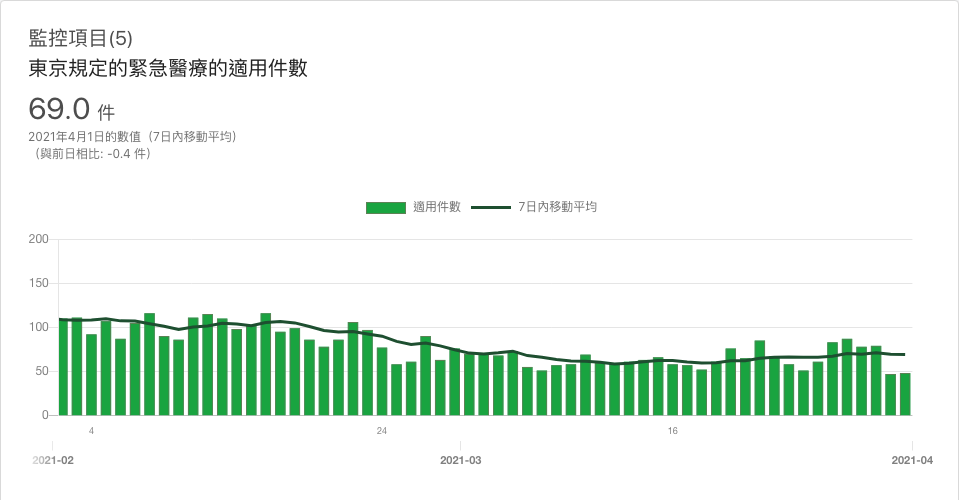 監控項目(5)
東京規定的緊急醫療的適用件數
69.0 件
2021年4月1日的數值（7日內移動平均）
（與前日相比: -0.4 件）
適用件數 7日內移動平均
200
150
100
50
0
4 24 16
2021-02 2021-03 2021-04